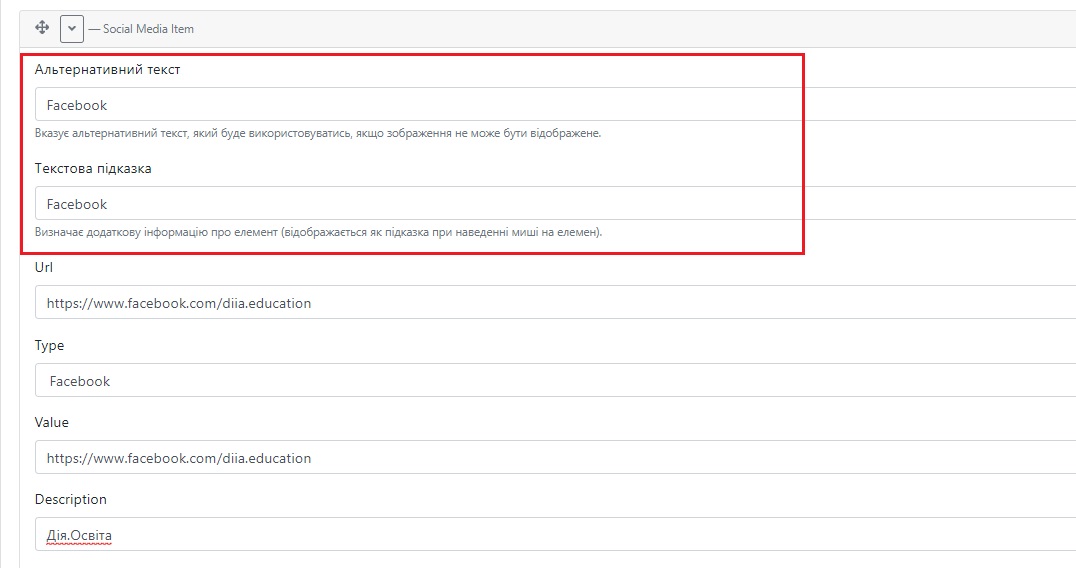 — Social Media Item
Альтернативний текст
Facebook
Вказує альтернативний текст, який буде використовуватись, якщо зображення не може бути відображене.
Текстова підказка
Facebook
Визначає додаткову інформацію про елемент (відображається як підказка при наведенні миші на елемен).
Url
https://www.facebook.com/diia.education
Type
Facebook
Value
https://www.facebook.com/diia.education
Description
Дія.Освіта